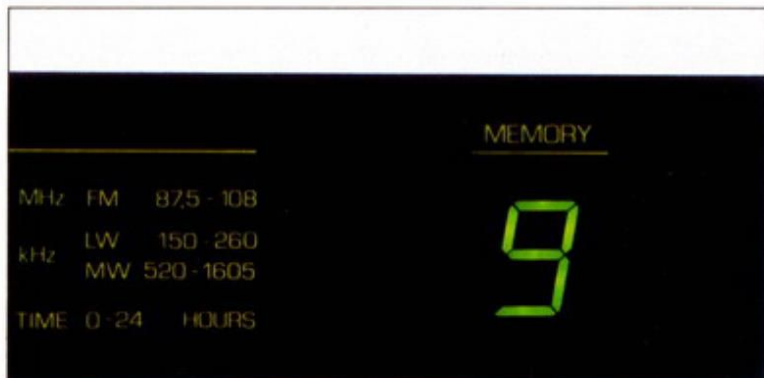 MEMORY
MHz FM 87,5 - 108
kHz
LW 150 - 260
MW 520 - 1605
TIME 0 - 24 HOURS
9